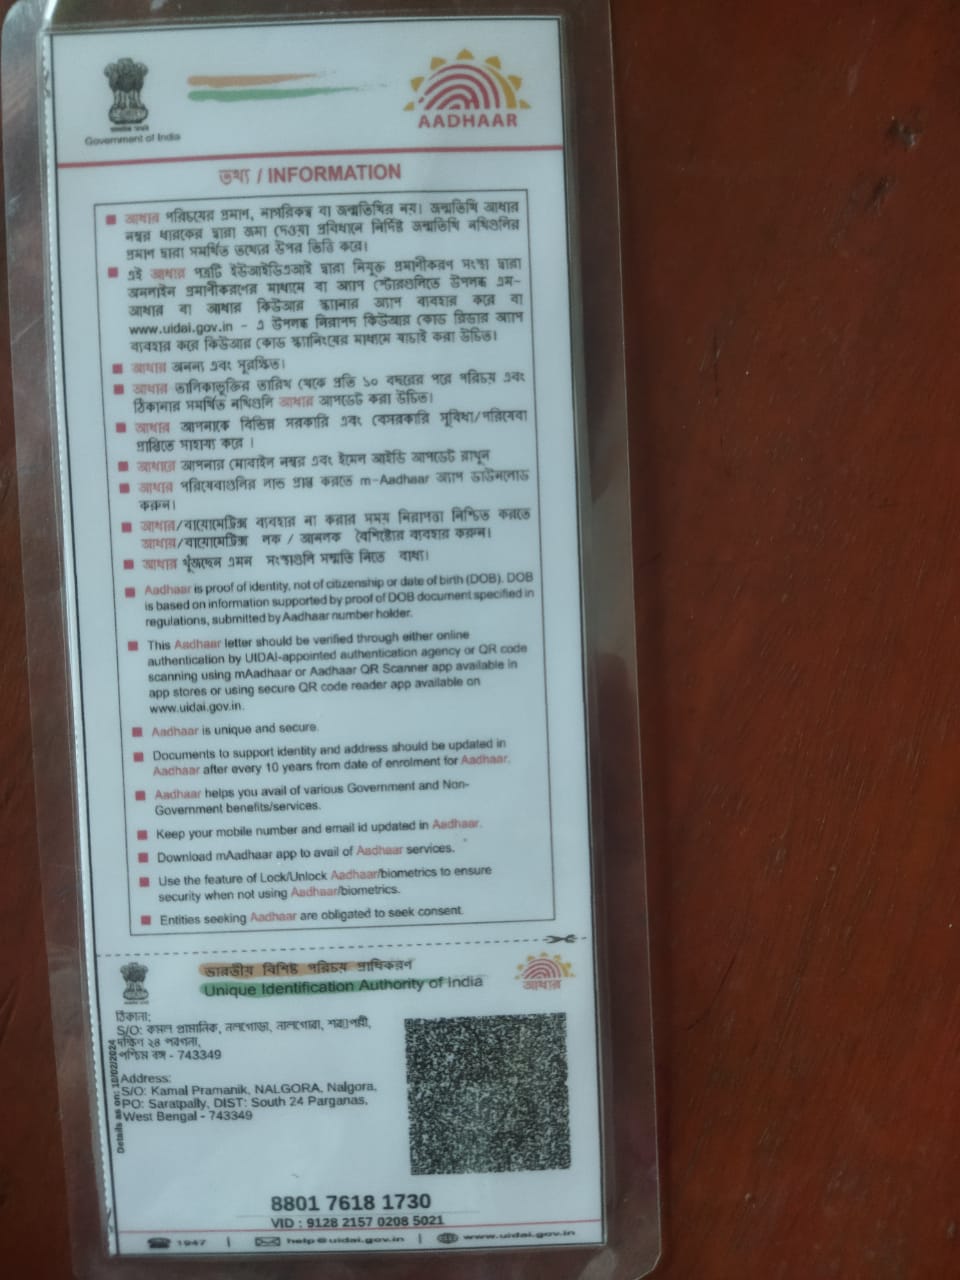 Government of India
AADHAAR
তথ্য / INFORMATION
আধার পরিচয়ের প্রমাণ, নাগরিকত্ব বা জন্মতিথির নয়। জন্মতিথি আধার
নম্বর ধারকের দ্বারা জমা দেওয়া প্রবিধানে নির্দিষ্ট জন্মতিথি নথিগুলির
প্রমাণ দ্বারা সমর্থিত তথ্যের উপর ভিত্তি করে।
এই আধার পত্রটি ইউআইডিএআই দ্বারা নিযুক্ত প্রমাণীকরণ সংস্থা দ্বারা
অনলাইন প্রমাণীকরণের মাধ্যমে বা অ্যাপ স্টোরগুলিতে উপলব্ধ এম-
আধার বা আধার কিউআর স্ক্যানার অ্যাপ ব্যবহার করে বা
www.uidai.gov.in - এ উপলব্ধ নিরাপদ কিউআর কোড রিডার অ্যাপ
ব্যবহার করে কিউআর কোড স্ক্যানিংয়ের মাধ্যমে যাচাই করা উচিত।
আধার অনন্য এবং সুরক্ষিত।
আধার তালিকাভুক্তির তারিখ থেকে প্রতি ১০ বছরের পরে পরিচয় এবং
ঠিকানার সমর্থিত নথিগুলি আধার আপডেট করা উচিত।
আধার আপনাকে বিভিন্ন সরকারি এবং বেসরকারি সুবিধা/পরিষেবা
প্রাপ্তিতে সাহায্য করে ।
আধারে আপনার মোবাইল নম্বর এবং ইমেল আইডি আপডেট রাখুন
আধার পরিষেবাগুলির লাভ প্রাপ্ত করতে m-Aadhaar অ্যাপ ডাউনলোড
করুন।
আধার/বায়োমেট্রিক্স ব্যবহার না করার সময় নিরাপত্তা নিশ্চিত করতে
আধার/বায়োমেট্রিক্স লক / আনলক বৈশিষ্ট্যের ব্যবহার করুন।
আধার খুঁজছেন এমন সংস্থাগুলি সম্মতি নিতে বাধ্য।
Aadhaar is proof of identity, not of citizenship or date of birth (DOB). DOB
is based on information supported by proof of DOB document specified in
regulations, submitted by Aadhaar number holder.
This Aadhaar letter should be verified through either online
authentication by UIDAI-appointed authentication agency or QR code
scanning using mAadhaar or Aadhaar QR Scanner app available in
app stores or using secure QR code reader app available on
www.uidai.gov.in.
Aadhaar is unique and secure.
Documents to support identity and address should be updated in
Aadhaar after every 10 years from date of enrolment for Aadhaar.
Aadhaar helps you avail of various Government and Non-
Government benefits/services.
Keep your mobile number and email id updated in Aadhaar.
Download mAadhaar app to avail of Aadhaar services.
Use the feature of Lock/Unlock Aadhaar/biometrics to ensure
security when not using Aadhaar/biometrics.
Entities seeking Aadhaar are obligated to seek consent.
ভারতীয় বিশিষ্ট পরিচয় প্রাধিকরণ
Unique Identification Authority of India
আধার
ঠিকানা:
S/O: কমল প্রামানিক, নলগোড়া, নালগোরা,
দক্ষিণ ২৪ পরগনা,
পশ্চিম বঙ্গ - 743349
Address:
S/O: Kamal Pramanik, NALGORA, Nalgora,
PO: Saratpally, DIST: South 24 Parganas,
West Bengal - 743349
Details as on: 10/02/2024
8801 7618 1730
VID : 9128 2157 0208 5021
1947 | help@uidai.gov.in | www.uidai.gov.in